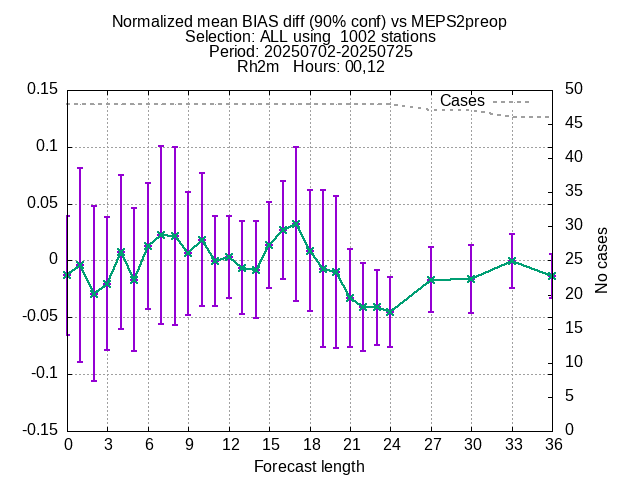 Normalized mean BIAS diff (90% conf) vs MEPS2preop
Selection: ALL using  1002 stations
Period: 20250702-20250725
Rh2m   Hours: 00,12
Cases
0.15
0.1
0.05
0
-0.05
-0.1
-0.15
50
45
40
35
30
25
20
15
10
5
0
No cases
0 3 6 9 12 15 18 21 24 27 30 33 36
Forecast length